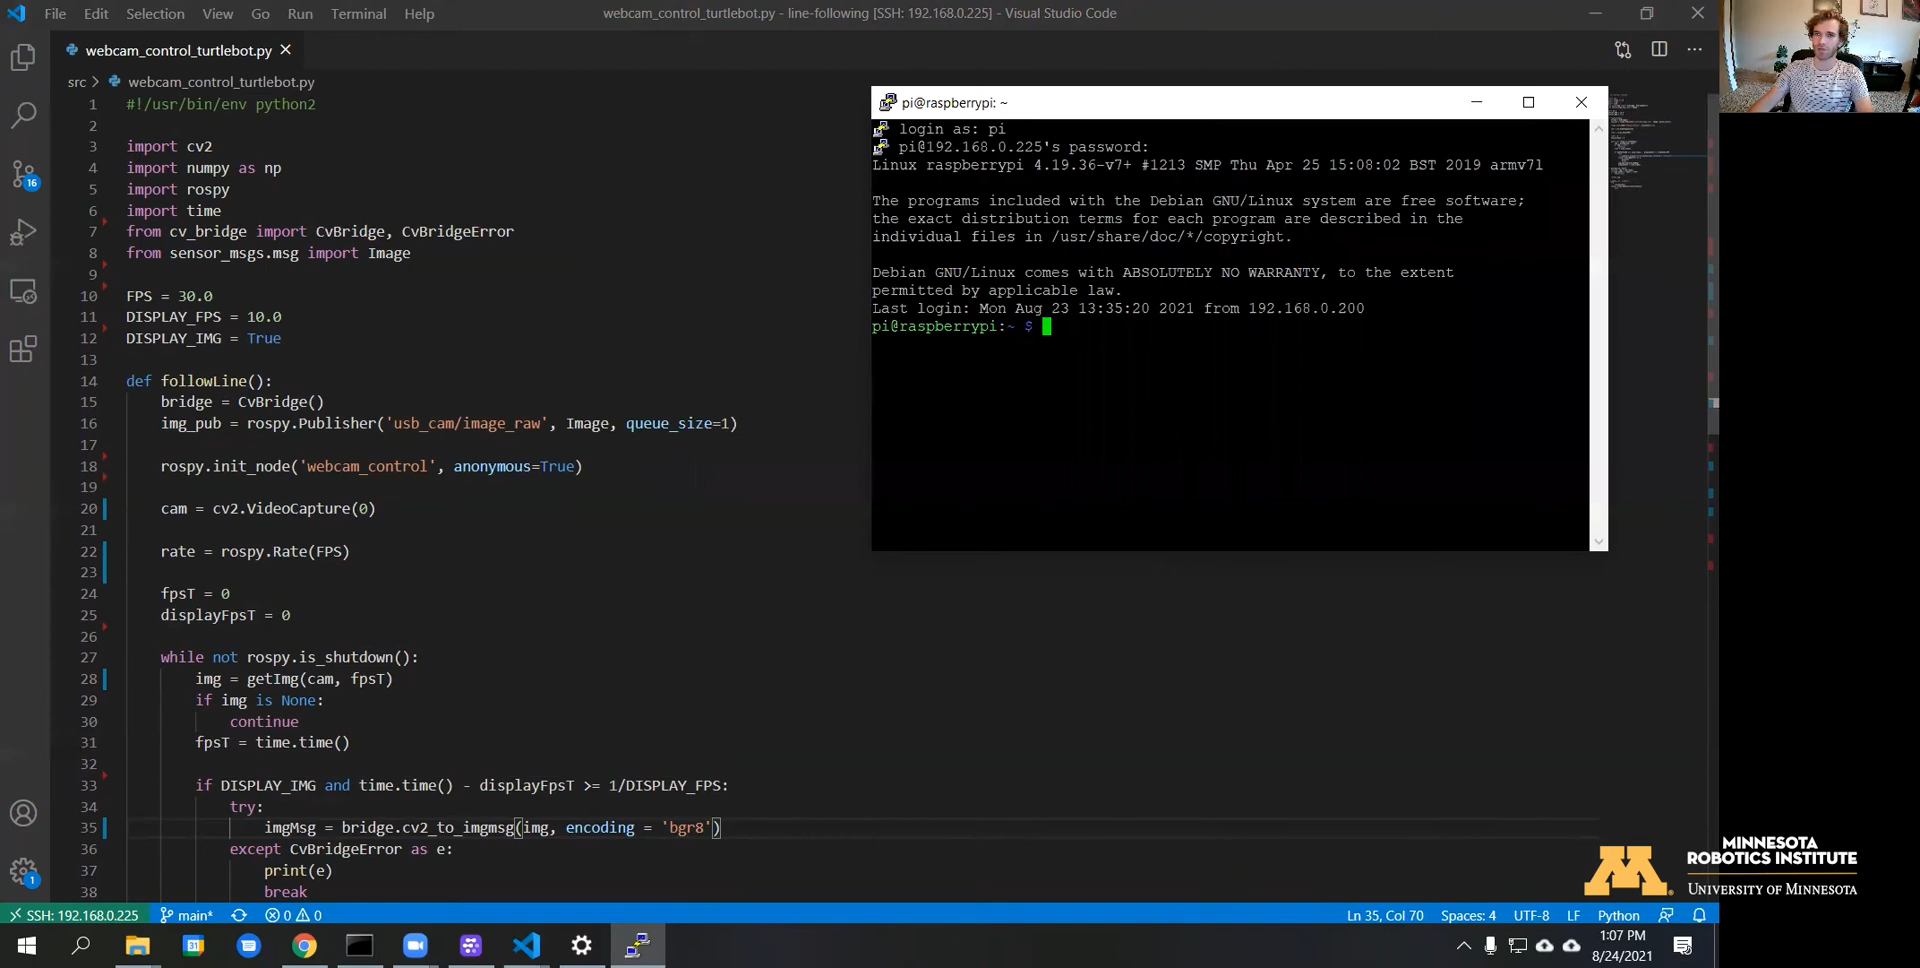 File Edit Selection View Go Run Terminal Help
webcam_control_turtlebot.py - line-following [SSH: 192.168.0.225] - Visual Studio Code
webcam_control_turtlebot.py
src > webcam_control_turtlebot.py
1 #!/usr/bin/env python2
2
3 import cv2
4 import numpy as np
5 import rospy
6 import time
7 from cv_bridge import CvBridge, CvBridgeError
8 from sensor_msgs.msg import Image
9
10 FPS = 30.0
11 DISPLAY_FPS = 10.0
12 DISPLAY_IMG = True
13
14 def followLine():
15 bridge = CvBridge()
16 img_pub = rospy.Publisher('usb_cam/image_raw', Image, queue_size=1)
17
18 rospy.init_node('webcam_control', anonymous=True)
19
20 cam = cv2.VideoCapture(0)
21
22 rate = rospy.Rate(FPS)
23
24 fpsT = 0
25 displayFpsT = 0
26
27 while not rospy.is_shutdown():
28 img = getImg(cam, fpsT)
29 if img is None:
30 continue
31 fpsT = time.time()
32
33 if DISPLAY_IMG and time.time() - displayFpsT >= 1/DISPLAY_FPS:
34 try:
35 imgMsg = bridge.cv2_to_imgmsg(img, encoding = 'bgr8')
36 except CvBridgeError as e:
37 print(e)
38 break
pi@raspberrypi: ~
login as: pi
pi@192.168.0.225's password:
Linux raspberrypi 4.19.36-v7+ #1213 SMP Thu Apr 25 15:08:02 BST 2019 armv7l
The programs included with the Debian GNU/Linux system are free software;
the exact distribution terms for each program are described in the
individual files in /usr/share/doc/*/copyright.
Debian GNU/Linux comes with ABSOLUTELY NO WARRANTY, to the extent
permitted by applicable law.
Last login: Mon Aug 23 13:35:20 2021 from 192.168.0.200
pi@raspberrypi:~ $
16
1
MINNESOTA
ROBOTICS INSTITUTE
UNIVERSITY OF MINNESOTA
SSH: 192.168.0.225 main* 0 0
Ln 35, Col 70 Spaces: 4 UTF-8 LF Python
31
1:07 PM
8/24/2021